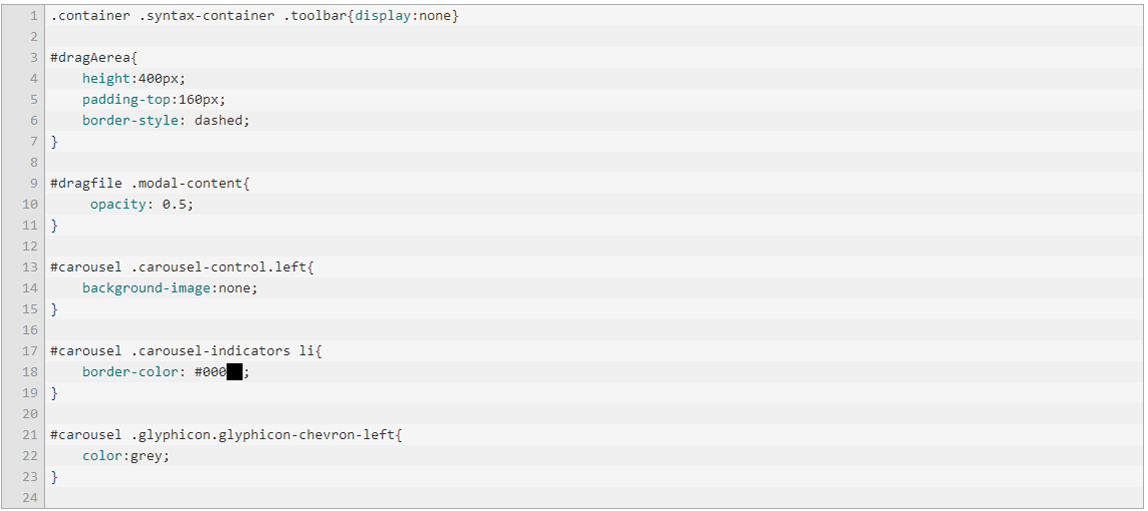 1 .container .syntax-container .toolbar{display:none}
2
3 #dragAerea{
4     height:400px;
5     padding-top:160px;
6     border-style: dashed;
7 }
8
9 #dragfile .modal-content{
10      opacity: 0.5;
11 }
12
13 #carousel .carousel-control.left{
14     background-image:none;
15 }
16
17 #carousel .carousel-indicators li{
18     border-color: #000;
19 }
20
21 #carousel .glyphicon.glyphicon-chevron-left{
22     color:grey;
23 }
24